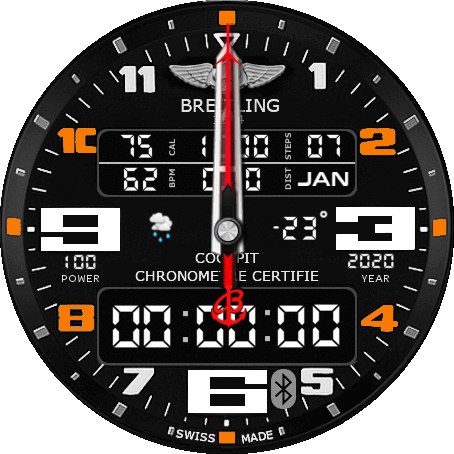 11 1
BREITLING
10 75 CAL STEPS 07 2
62 BPM DIST JAN
9 -23° 3
COCKPIT
100 2020
POWER YEAR
CHRONOMETRE CERTIFIE
8 00:00:00 4
7 6 5
SWISS MADE